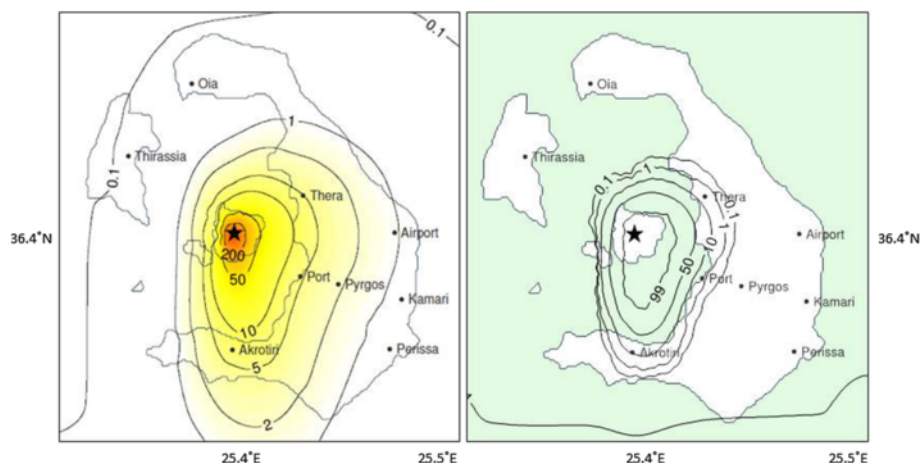 0.1
Oia
1
Thirassia
0.1
Thera
36.4°N
Airport
200
50
Port
Pyrgos
Kamari
10
Akrotiri
Perissa
5
2
25.4°E
25.5°E
Oia
Thirassia
0.1
1
Thera
0.1
1
Airport
36.4°N
10
50
Port
Pyrgos
99
Kamari
Akrotiri
Perissa
25.4°E
25.5°E